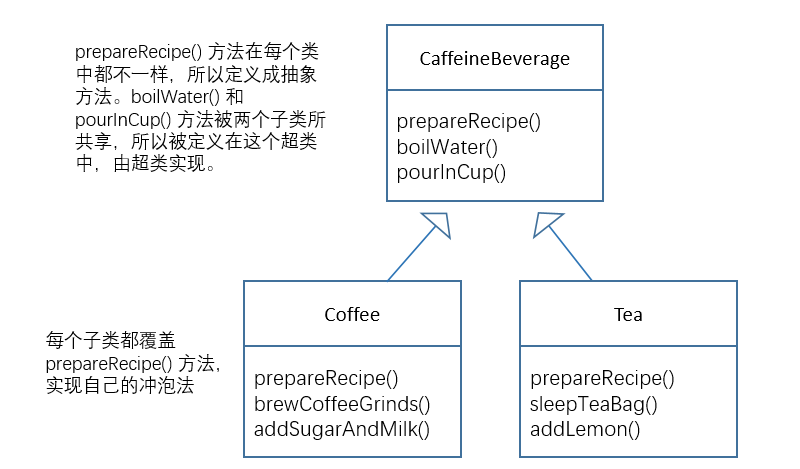 prepareRecipe() 方法在每个类
中都不一样，所以定义成抽象
方法。boilWater() 和
pourInCup() 方法被两个子类所
共享，所以被定义在这个超类
中，由超类实现。
CaffeineBeverage
prepareRecipe()
boilWater()
pourInCup()
每个子类都覆盖
prepareRecipe() 方法，
实现自己的冲泡法
Coffee
prepareRecipe()
brewCoffeeGrinds()
addSugarAndMilk()
Tea
prepareRecipe()
sleepTeaBag()
addLemon()